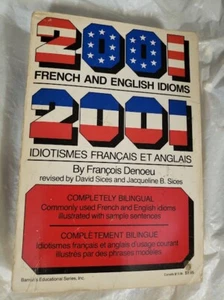 2001
FRENCH AND ENGLISH IDIOMS
2001
IDIOTISMES FRANÇAIS ET ANGLAIS
By François Denoeu
revised by David Sices and Jacqueline B. Sices
COMPLETELY BILINGUAL
Commonly used French and English idioms
illustrated with sample sentences
COMPLÈTEMENT BILINGUE
Idiotismes français et anglais d'usage courant
illustrés par des phrases modèles
Barron's Educational Series, Inc.